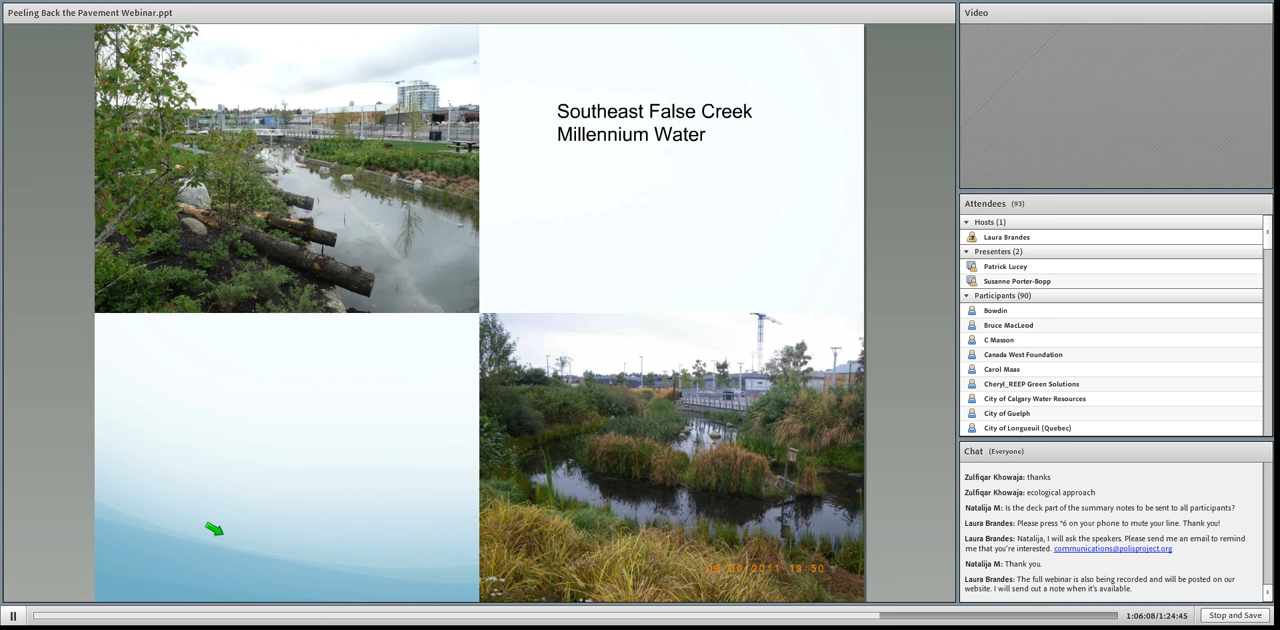 Peeling Back the Pavement Webinar.ppt
Southeast False Creek
Millennium Water
Video
Attendees (93)
Hosts (1)
Laura Brandes
Presenters (2)
Patrick Lucey
Susanne Porter-Bopp
Participants (90)
Bowdin
Bruce MacLeod
C Masson
Canada West Foundation
Carol Maas
Cheryl_REEP Green Solutions
City of Calgary Water Resources
City of Guelph
City of Longueuil (Quebec)
Chat (Everyone)
Zulfiqar Khowaja: thanks
Zulfiqar Khowaja: ecological approach
Natalija M: Is the deck part of the summary notes to be sent to all participants?
Laura Brandes: Please press *6 on your phone to mute your line. Thank you!
Laura Brandes: Natalija, I will ask the speakers. Please send me an email to remind
me that you're interested. communications@polisproject.org
Natalija M: Thank you.
Laura Brandes: The full webinar is also being recorded and will be posted on our
website. I will send out a note when it's available.
1:06:08/1:24:45
Stop and Save